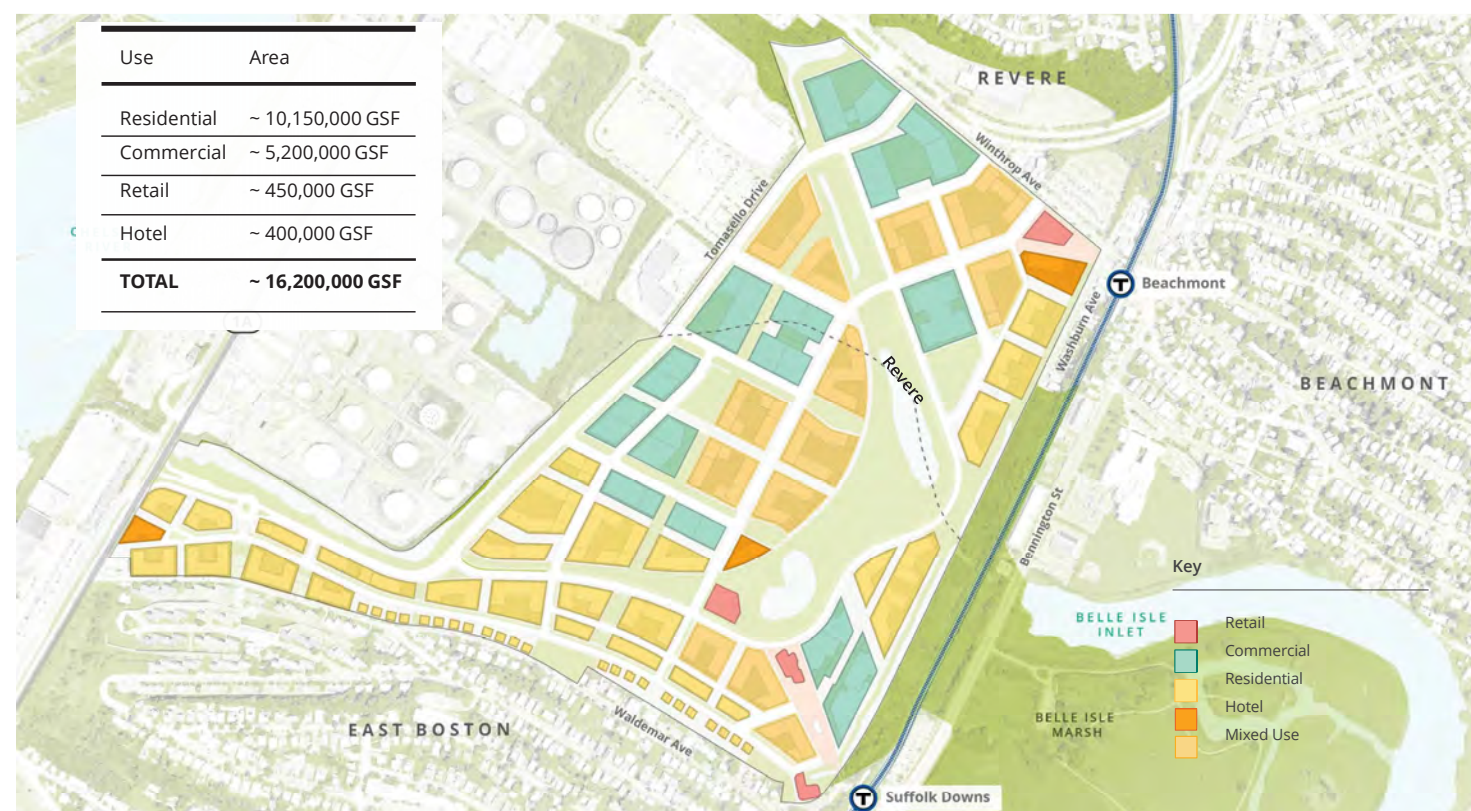 Use Area
Residential ~ 10,150,000 GSF
Commercial ~ 5,200,000 GSF
Retail ~ 450,000 GSF
Hotel ~ 400,000 GSF
TOTAL ~ 16,200,000 GSF
1A
REVERE
Winthrop Ave
Tomasello Drive
T Beachmont
Washburn Ave
Revere
BEACHMONT
Bennington St
Key
Retail
Commercial
Residential
Hotel
Mixed Use
BELLE ISLE
INLET
BELLE ISLE
MARSH
EAST BOSTON
Waldemar Ave
T Suffolk Downs